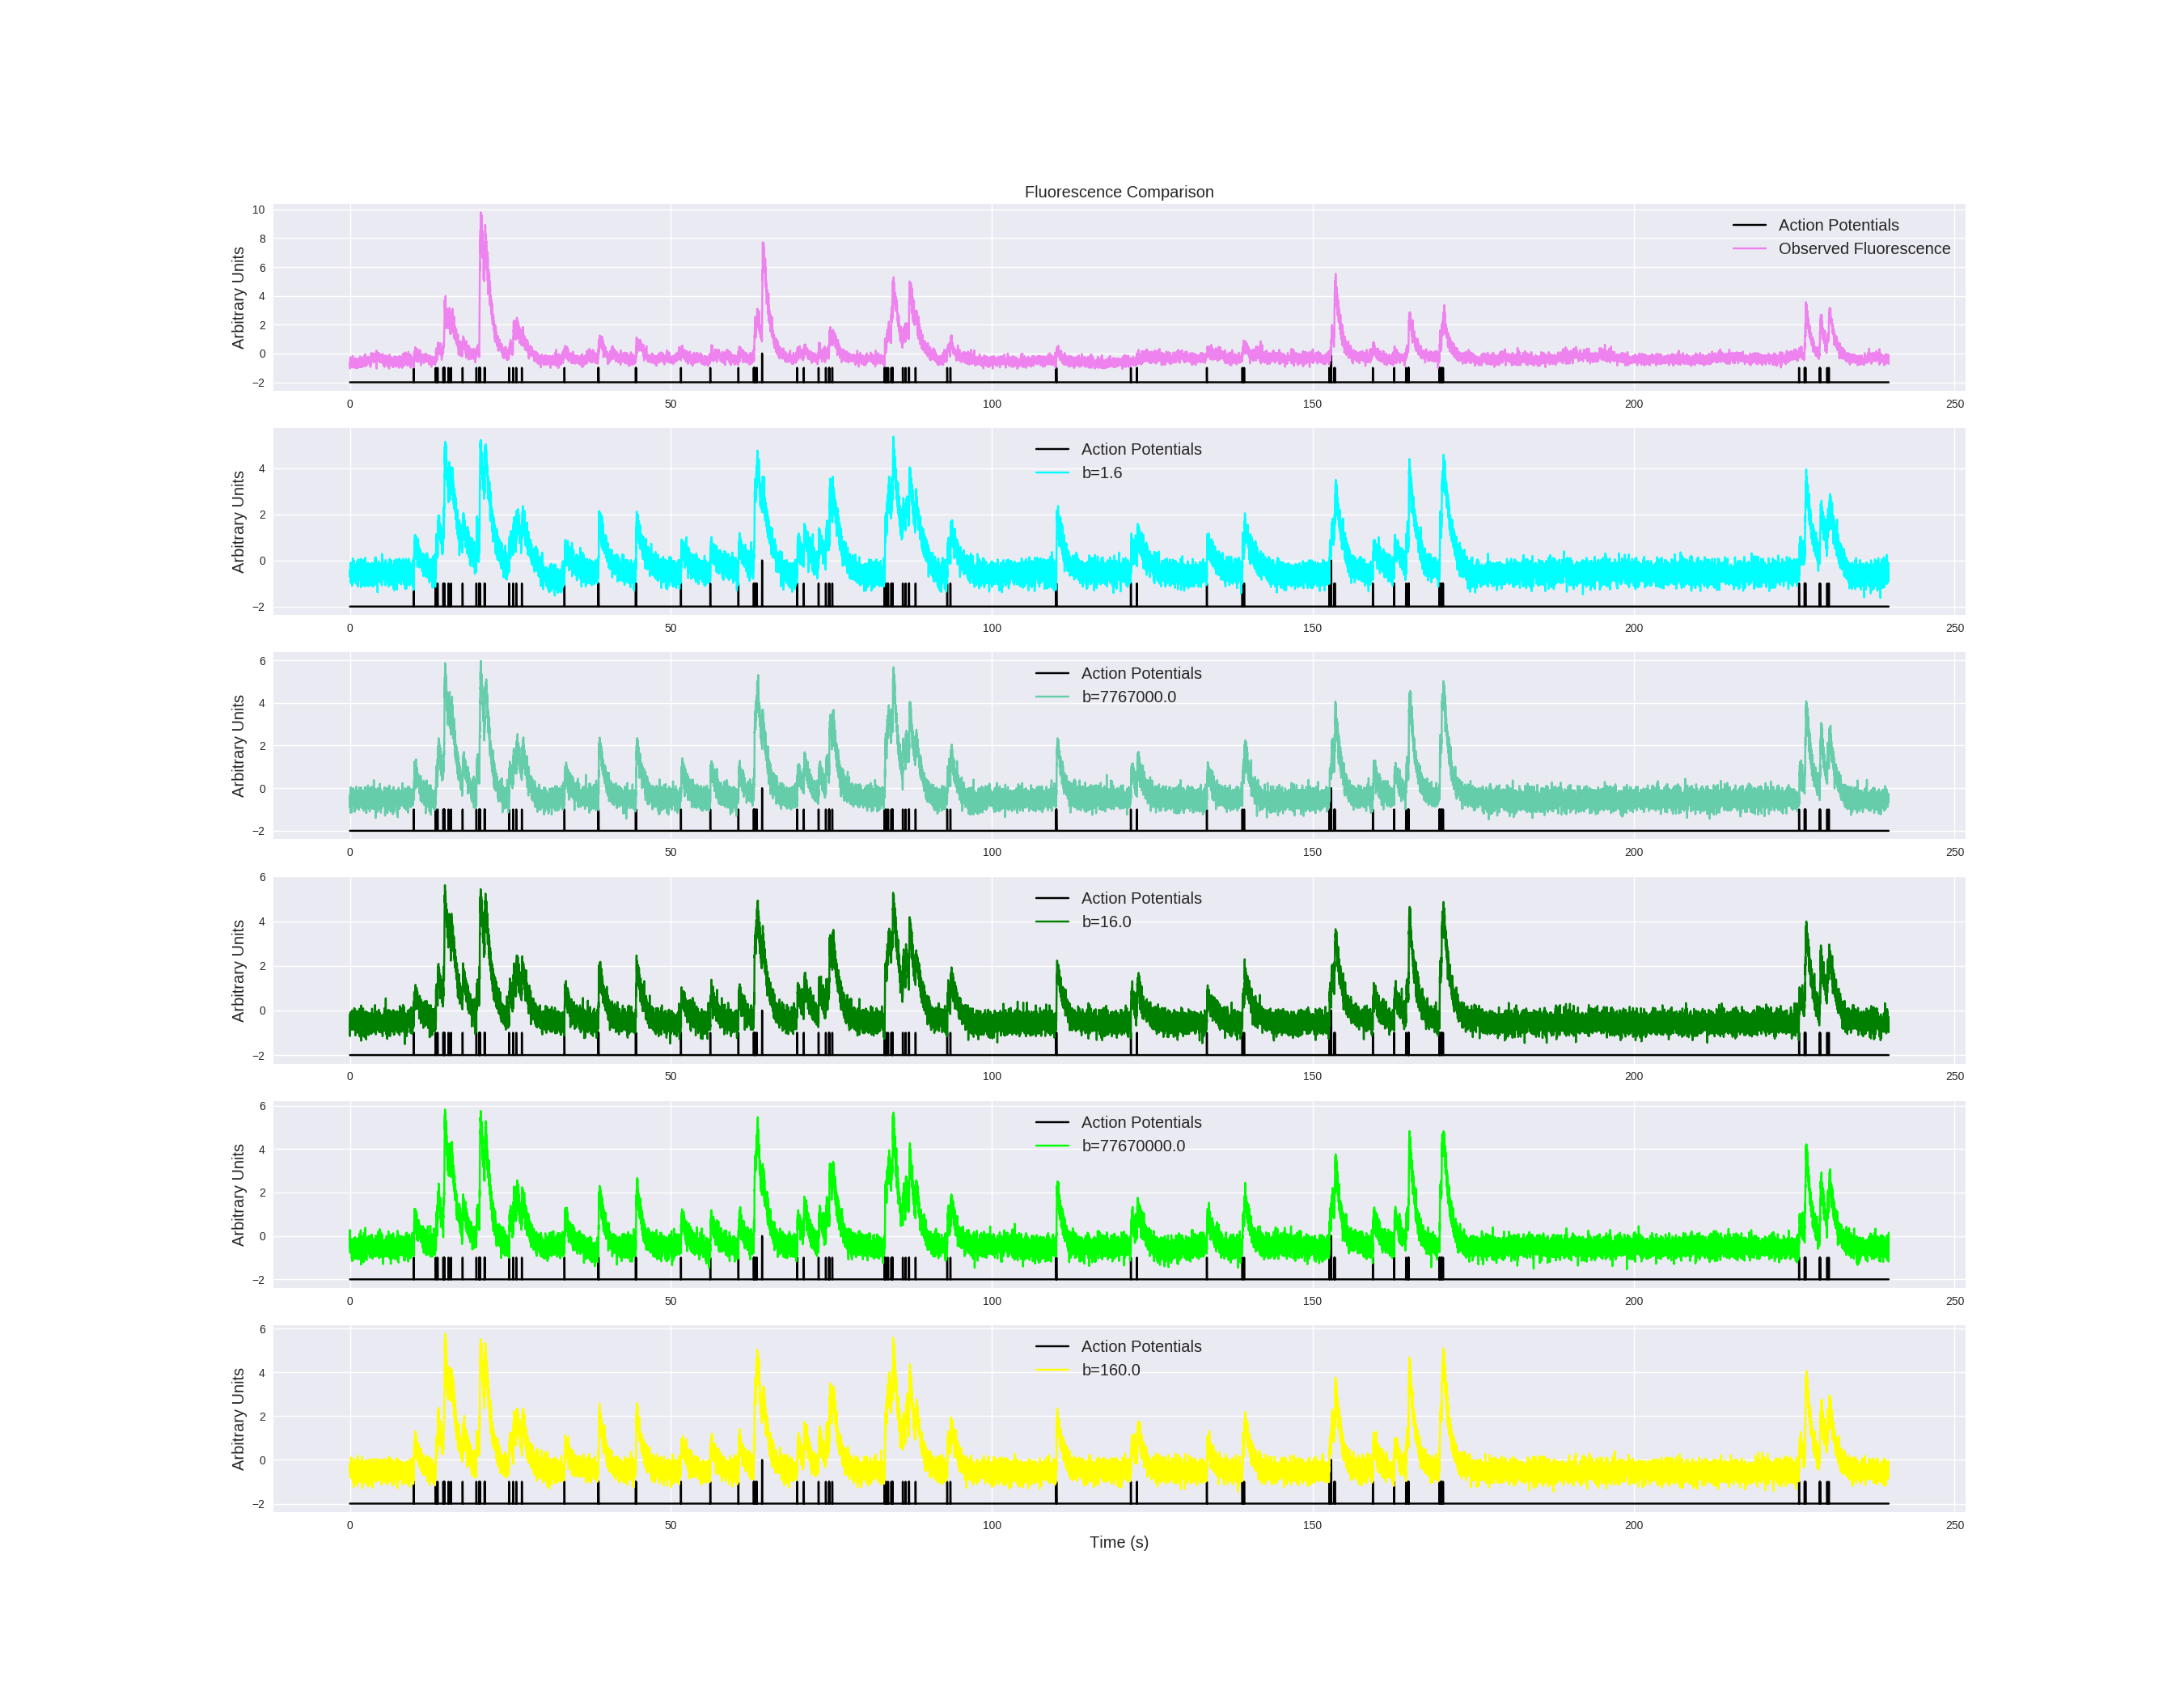 Fluorescence Comparison
Arbitrary Units
10
8
6
4
2
0
−2
Action Potentials
Observed Fluorescence
0 50 100 150 200 250
Arbitrary Units
4
2
0
−2
Action Potentials
b=1.6
0 50 100 150 200 250
Arbitrary Units
6
4
2
0
−2
Action Potentials
b=7767000.0
0 50 100 150 200 250
Arbitrary Units
6
4
2
0
−2
Action Potentials
b=16.0
0 50 100 150 200 250
Arbitrary Units
6
4
2
0
−2
Action Potentials
b=77670000.0
0 50 100 150 200 250
Arbitrary Units
6
4
2
0
−2
Action Potentials
b=160.0
0 50 100 150 200 250
Time (s)